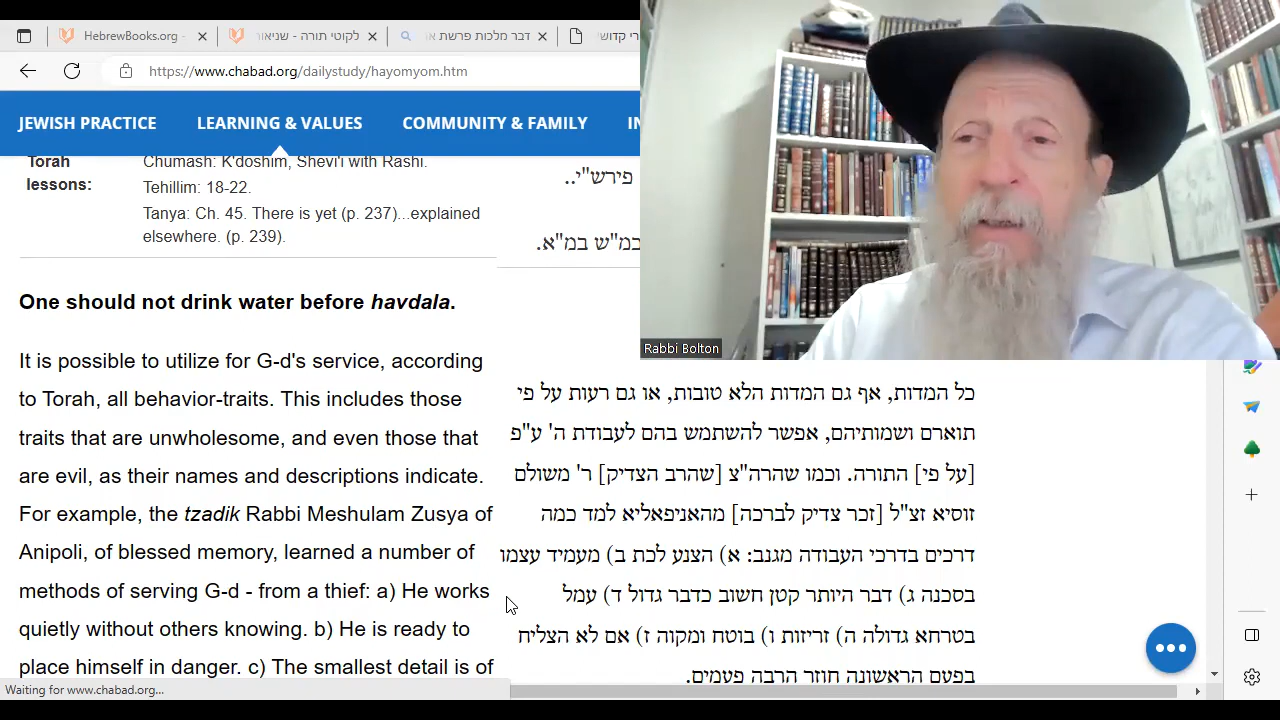 HebrewBooks.org -
לקוטי תורה - שניאור
דבר מלכות פרשת או
רי קדוש
https://www.chabad.org/dailystudy/hayomyom.htm
JEWISH PRACTICE
LEARNING & VALUES
COMMUNITY & FAMILY
IN
Torah lessons:
Chumash: K'doshim, Shevi'i with Rashi.
Tehillim: 18-22.
Tanya: Ch. 45. There is yet (p. 237)...explained
elsewhere. (p. 239).
פירש"י..
כמ"ש במ"א.
One should not drink water before havdala.
It is possible to utilize for G-d's service, according
to Torah, all behavior-traits. This includes those
traits that are unwholesome, and even those that
are evil, as their names and descriptions indicate.
For example, the tzadik Rabbi Meshulam Zusya of
Anipoli, of blessed memory, learned a number of
methods of serving G-d - from a thief: a) He works
quietly without others knowing. b) He is ready to
place himself in danger. c) The smallest detail is of
כל המדות, אף גם המדות הלא טובות, או גם רעות על פי
תוארם ושמותיהם, אפשר להשתמש בהם לעבודת ה' ע"פ
[על פי] התורה. וכמו שהרה"צ [שהרב הצדיק] ר' משולם
זוסיא זצ"ל [זכר צדיק לברכה] מהאניפאליא למד כמה
דרכים בדרכי העבודה מגנב: א) הצנע לכת ב) מעמיד עצמו
בסכנה ג) דבר היותר קטן חשוב כדבר גדול ד) עמל
בטרחא גדולה ה) זריזות ו) בוטח ומקוה ז) אם לא הצליח
בפעם הראשונה חוזר הרבה פעמים.
Rabbi Bolton
Waiting for www.chabad.org...